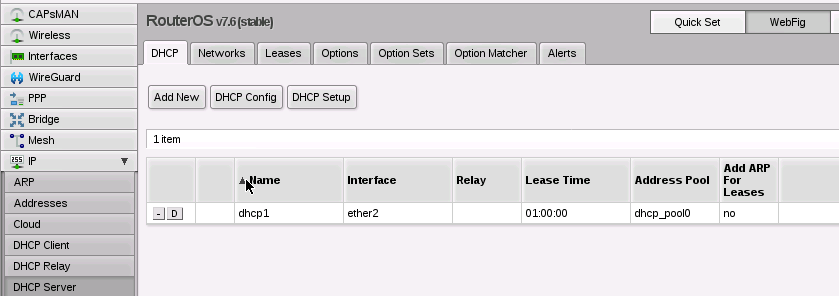 CAPsMAN
Wireless
Interfaces
WireGuard
PPP
Bridge
Mesh
255
IP
ARP
Addresses
Cloud
DHCP Client
DHCP Relay
DHCP Server
RouterOS v7.6 (stable)
Quick Set
WebFig
DHCP
Networks
Leases
Options
Option Sets
Option Matcher
Alerts
Add New
DHCP Config
DHCP Setup
1 item
Name
Interface
Relay
Lease Time
Address Pool
Add ARP
For
Leases
- D dhcp1 ether2 01:00:00 dhcp_pool0 no